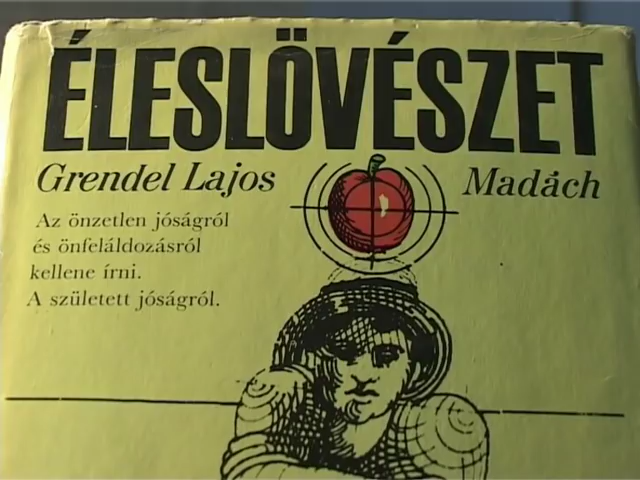 ÉLESLÖVÉSZET
Grendel Lajos
Madách
Az önzetlen jóságról
és önfeláldozásról
kellene írni.
A született jóságról.